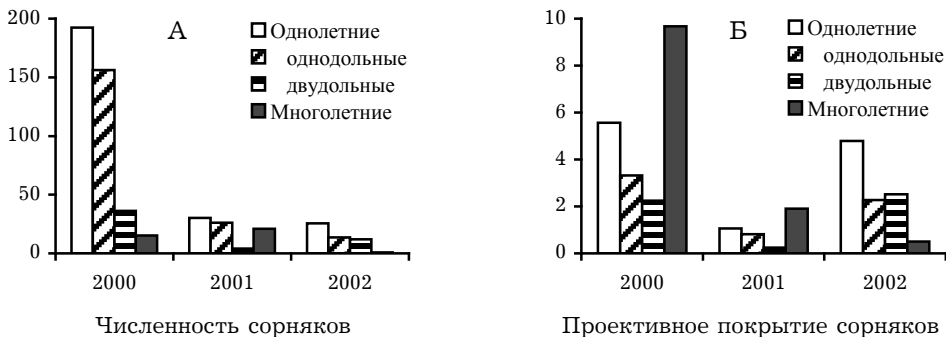 А
200
150
100
50
0
Однолетние
однодольные
двудольные
Многолетние
2000 2001 2002
Численность сорняков
Б
10
8
6
4
2
0
Однолетние
однодольные
двудольные
Многолетние
2000 2001 2002
Проективное покрытие сорняков